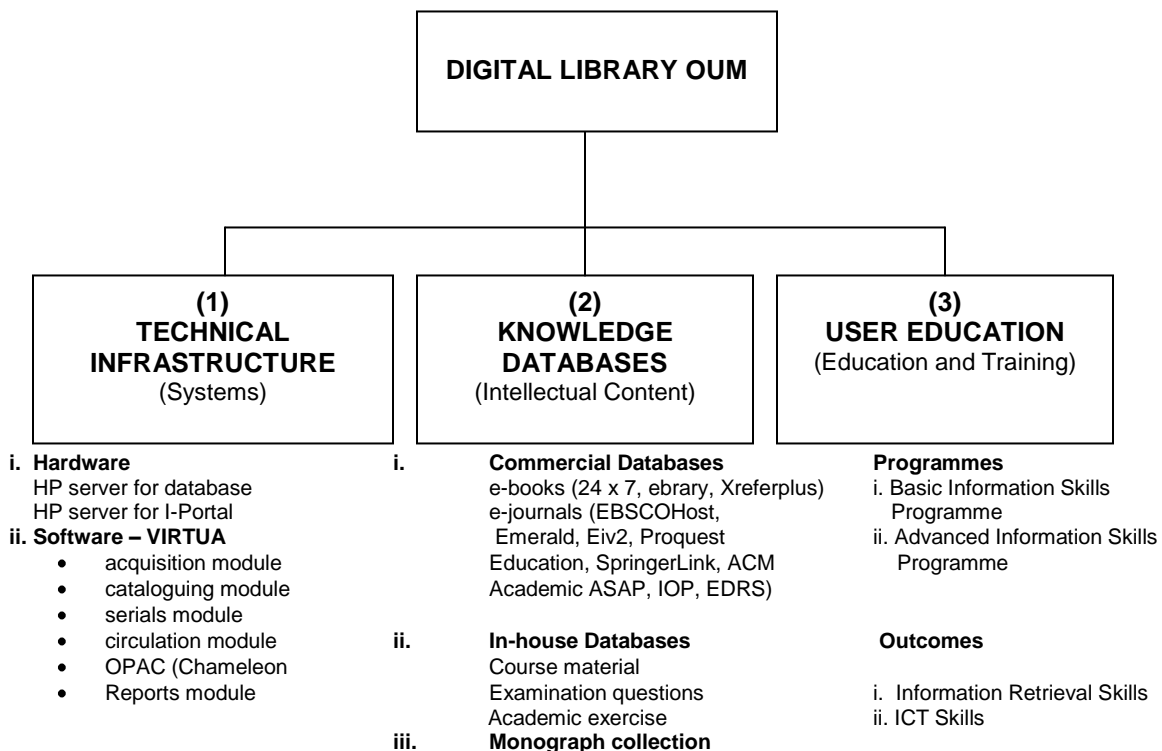 DIGITAL LIBRARY OUM
(1)
TECHNICAL
INFRASTRUCTURE
(Systems)
(2)
KNOWLEDGE
DATABASES
(Intellectual Content)
(3)
USER EDUCATION
(Education and Training)
i. Hardware
HP server for database
HP server for I-Portal
ii. Software – VIRTUA
• acquisition module
• cataloguing module
• serials module
• circulation module
• OPAC (Chameleon
• Reports module
i. Commercial Databases
e-books (24 x 7, ebrary, Xreferplus)
e-journals (EBSCOHost,
Emerald, Eiv2, Proquest
Education, SpringerLink, ACM
Academic ASAP, IOP, EDRS)
ii. In-house Databases
Course material
Examination questions
Academic exercise
iii. Monograph collection
Programmes
i. Basic Information Skills
Programme
ii. Advanced Information Skills
Programme
Outcomes
i. Information Retrieval Skills
ii. ICT Skills